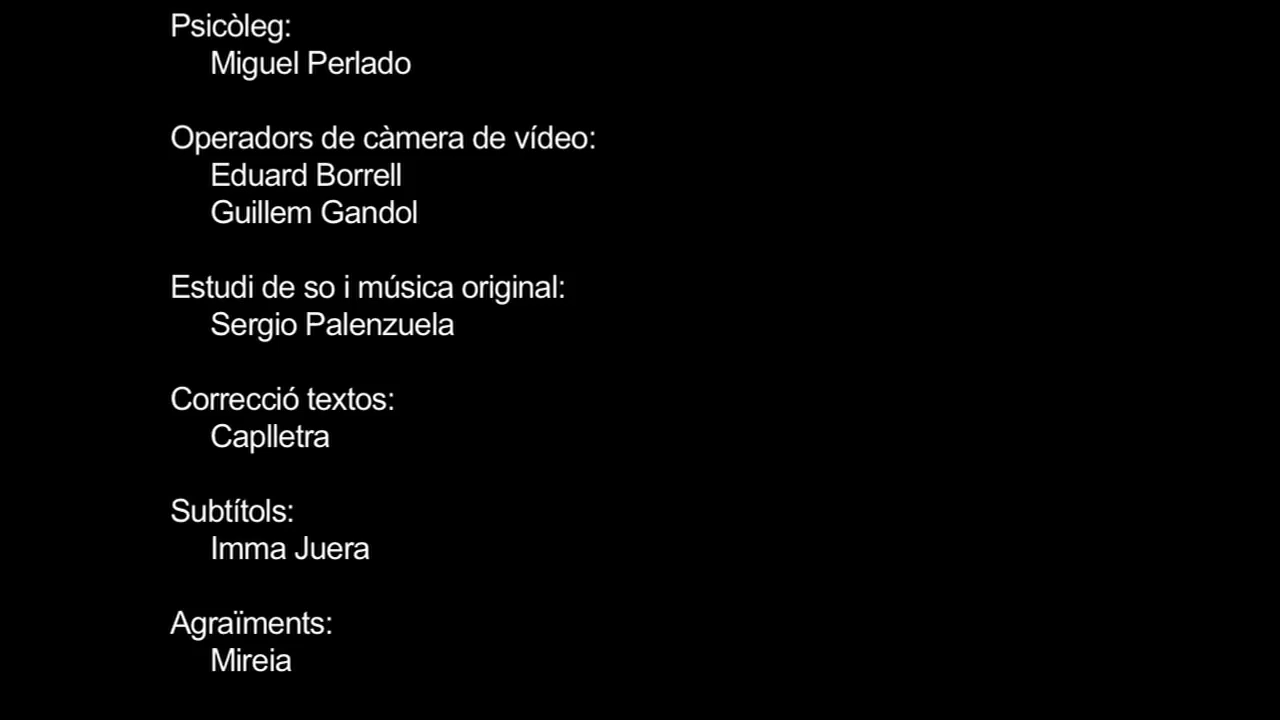 Psicòleg:
Miguel Perlado
Operadors de càmera de vídeo:
Eduard Borrell
Guillem Gandol
Estudi de so i música original:
Sergio Palenzuela
Correcció textos:
Caplletra
Subtítols:
Imma Juera
Agraïments:
Mireia